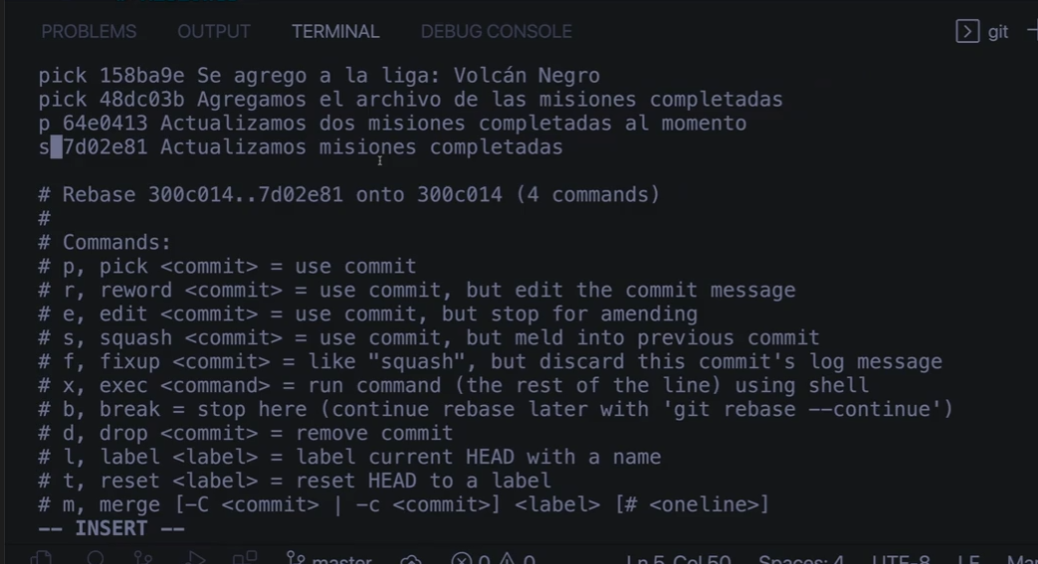 PROBLEMS OUTPUT TERMINAL DEBUG CONSOLE git
pick 158ba9e Se agrego a la liga: Volcán Negro
pick 48dc03b Agregamos el archivo de las misiones completadas
p 64e0413 Actualizamos dos misiones completadas al momento
s 7d02e81 Actualizamos misiones completadas
# Rebase 300c014..7d02e81 onto 300c014 (4 commands)
#
# Commands:
# p, pick <commit> = use commit
# r, reword <commit> = use commit, but edit the commit message
# e, edit <commit> = use commit, but stop for amending
# s, squash <commit> = use commit, but meld into previous commit
# f, fixup <commit> = like "squash", but discard this commit's log message
# x, exec <command> = run command (the rest of the line) using shell
# b, break = stop here (continue rebase later with 'git rebase --continue')
# d, drop <commit> = remove commit
# l, label <label> = label current HEAD with a name
# t, reset <label> = reset HEAD to a label
# m, merge [-C <commit> | -c <commit>] <label> [# <oneline>]
-- INSERT --
master 0 0 Ln 5, Col 50 Spaces: 4 UTF-8 LF